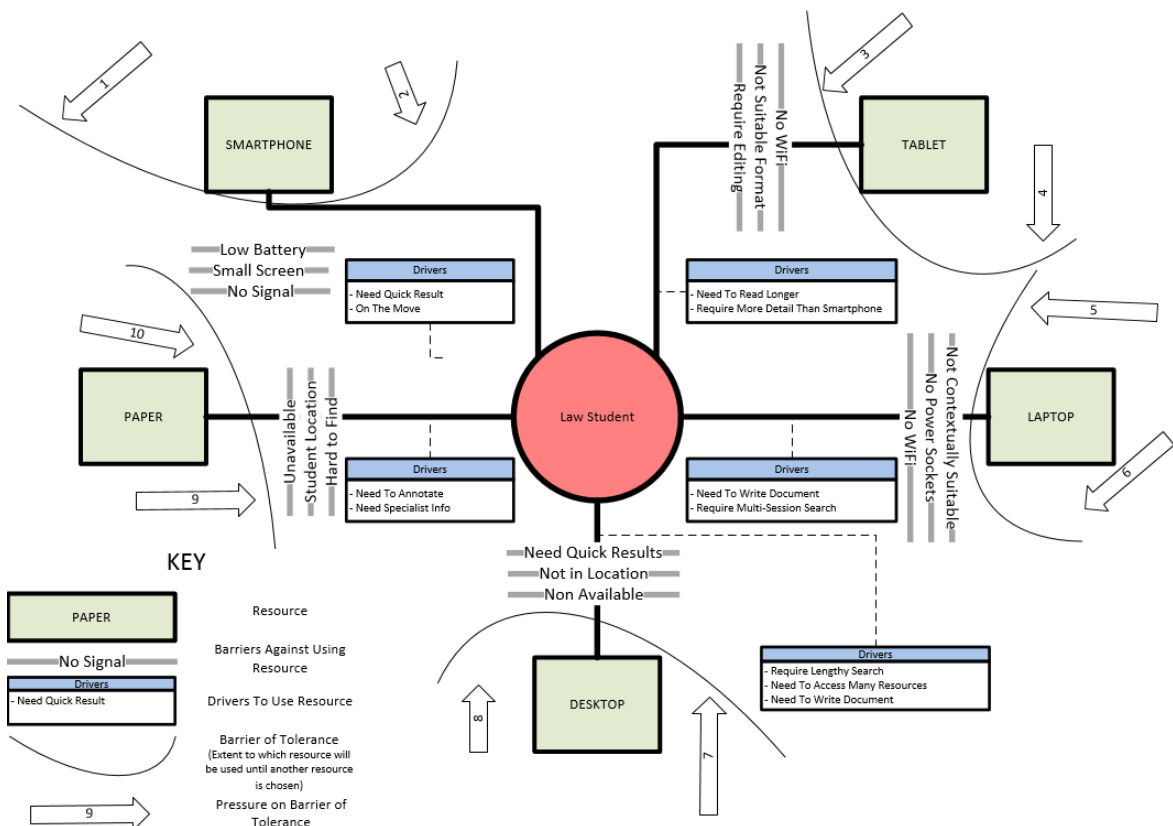 1
2
SMARTPHONE
Low Battery
Small Screen
No Signal
Drivers
- Need Quick Result
- On The Move
3
No WiFi
Not Suitable Format
Require Editing
TABLET
4
Drivers
- Need To Read Longer
- Require More Detail Than Smartphone
10
PAPER
9
Unavailable
Student Location
Hard to Find
Drivers
- Need To Annotate
- Need Specialist Info
Law Student
5
Not Contextually Suitable
No Power Sockets
No WiFi
LAPTOP
6
Drivers
- Need To Write Document
- Require Multi-Session Search
Need Quick Results
Not in Location
Non Available
8
DESKTOP
7
Drivers
- Require Lengthy Search
- Need To Access Many Resources
- Need To Write Document
KEY
PAPER
Resource
No Signal
Barriers Against Using
Resource
Drivers
- Need Quick Result
Drivers To Use Resource
Barrier of Tolerance
(Extent to which resource will
be used until another resource
is chosen)
9
Pressure on Barrier of
Tolerance